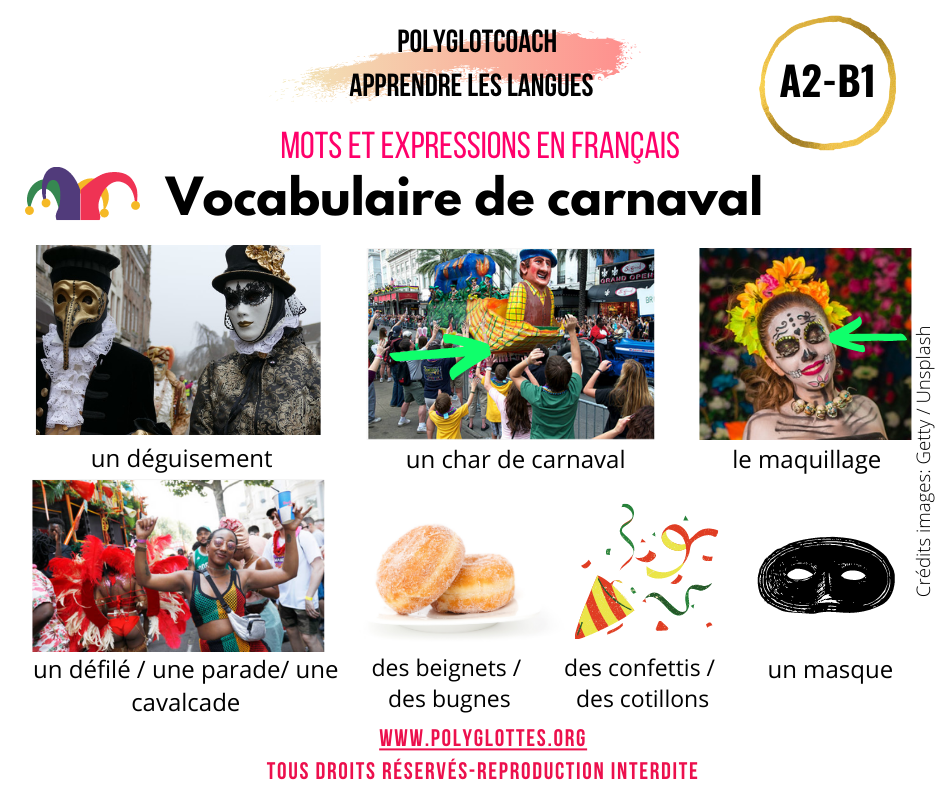 POLYGLOTCOACH
APPRENDRE LES LANGUES
A2-B1
MOTS ET EXPRESSIONS EN FRANÇAIS
Vocabulaire de carnaval
un déguisement
un char de carnaval
le maquillage
Crédits images: Getty / Unsplash
un défilé / une parade/ une
cavalcade
des beignets /
des bugnes
des confettis /
des cotillons
un masque
WWW.POLYGLOTTES.ORG
TOUS DROITS RÉSERVÉS-REPRODUCTION INTERDITE